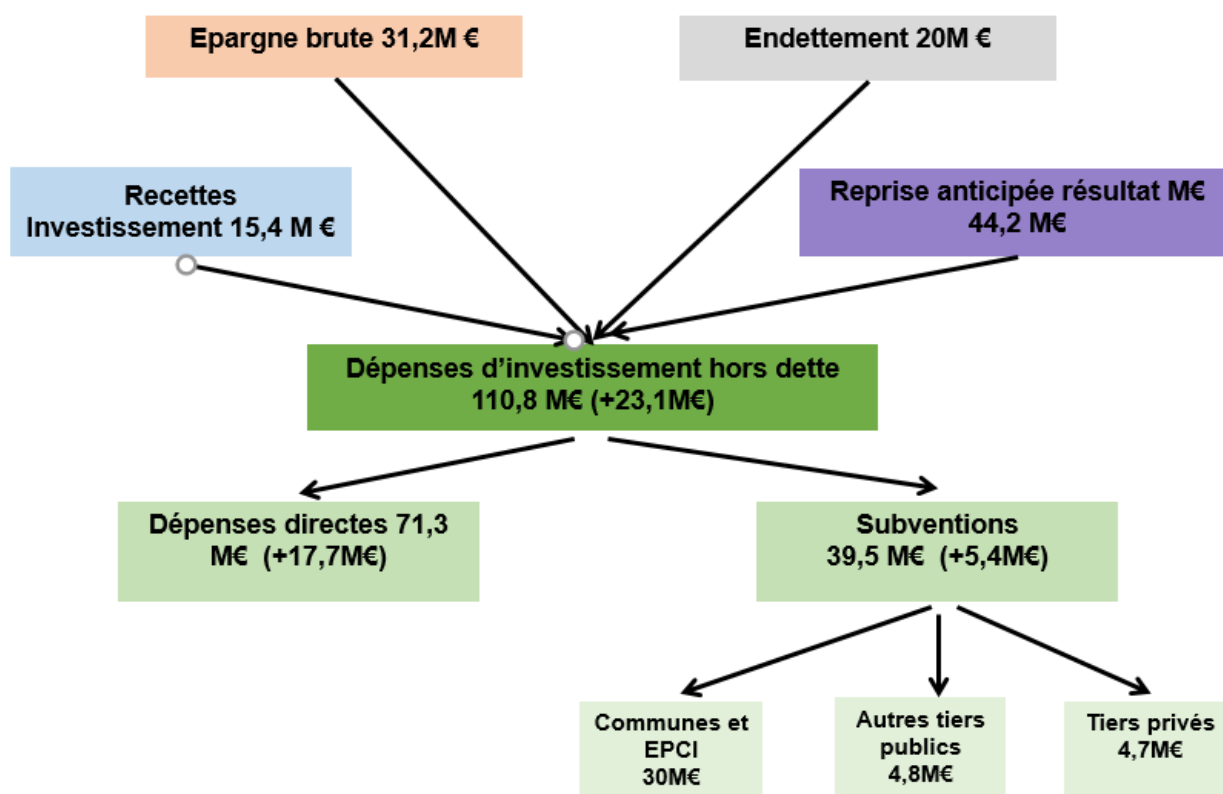 Epargne brute 31,2M €
Endettement 20M €
Recettes
Investissement 15,4 M €
Reprise anticipée résultat M€
44,2 M€
Dépenses d’investissement hors dette
110,8 M€ (+23,1M€)
Dépenses directes 71,3
M€ (+17,7M€)
Subventions
39,5 M€ (+5,4M€)
Communes et
EPCI
30M€
Autres tiers
publics
4,8M€
Tiers privés
4,7M€